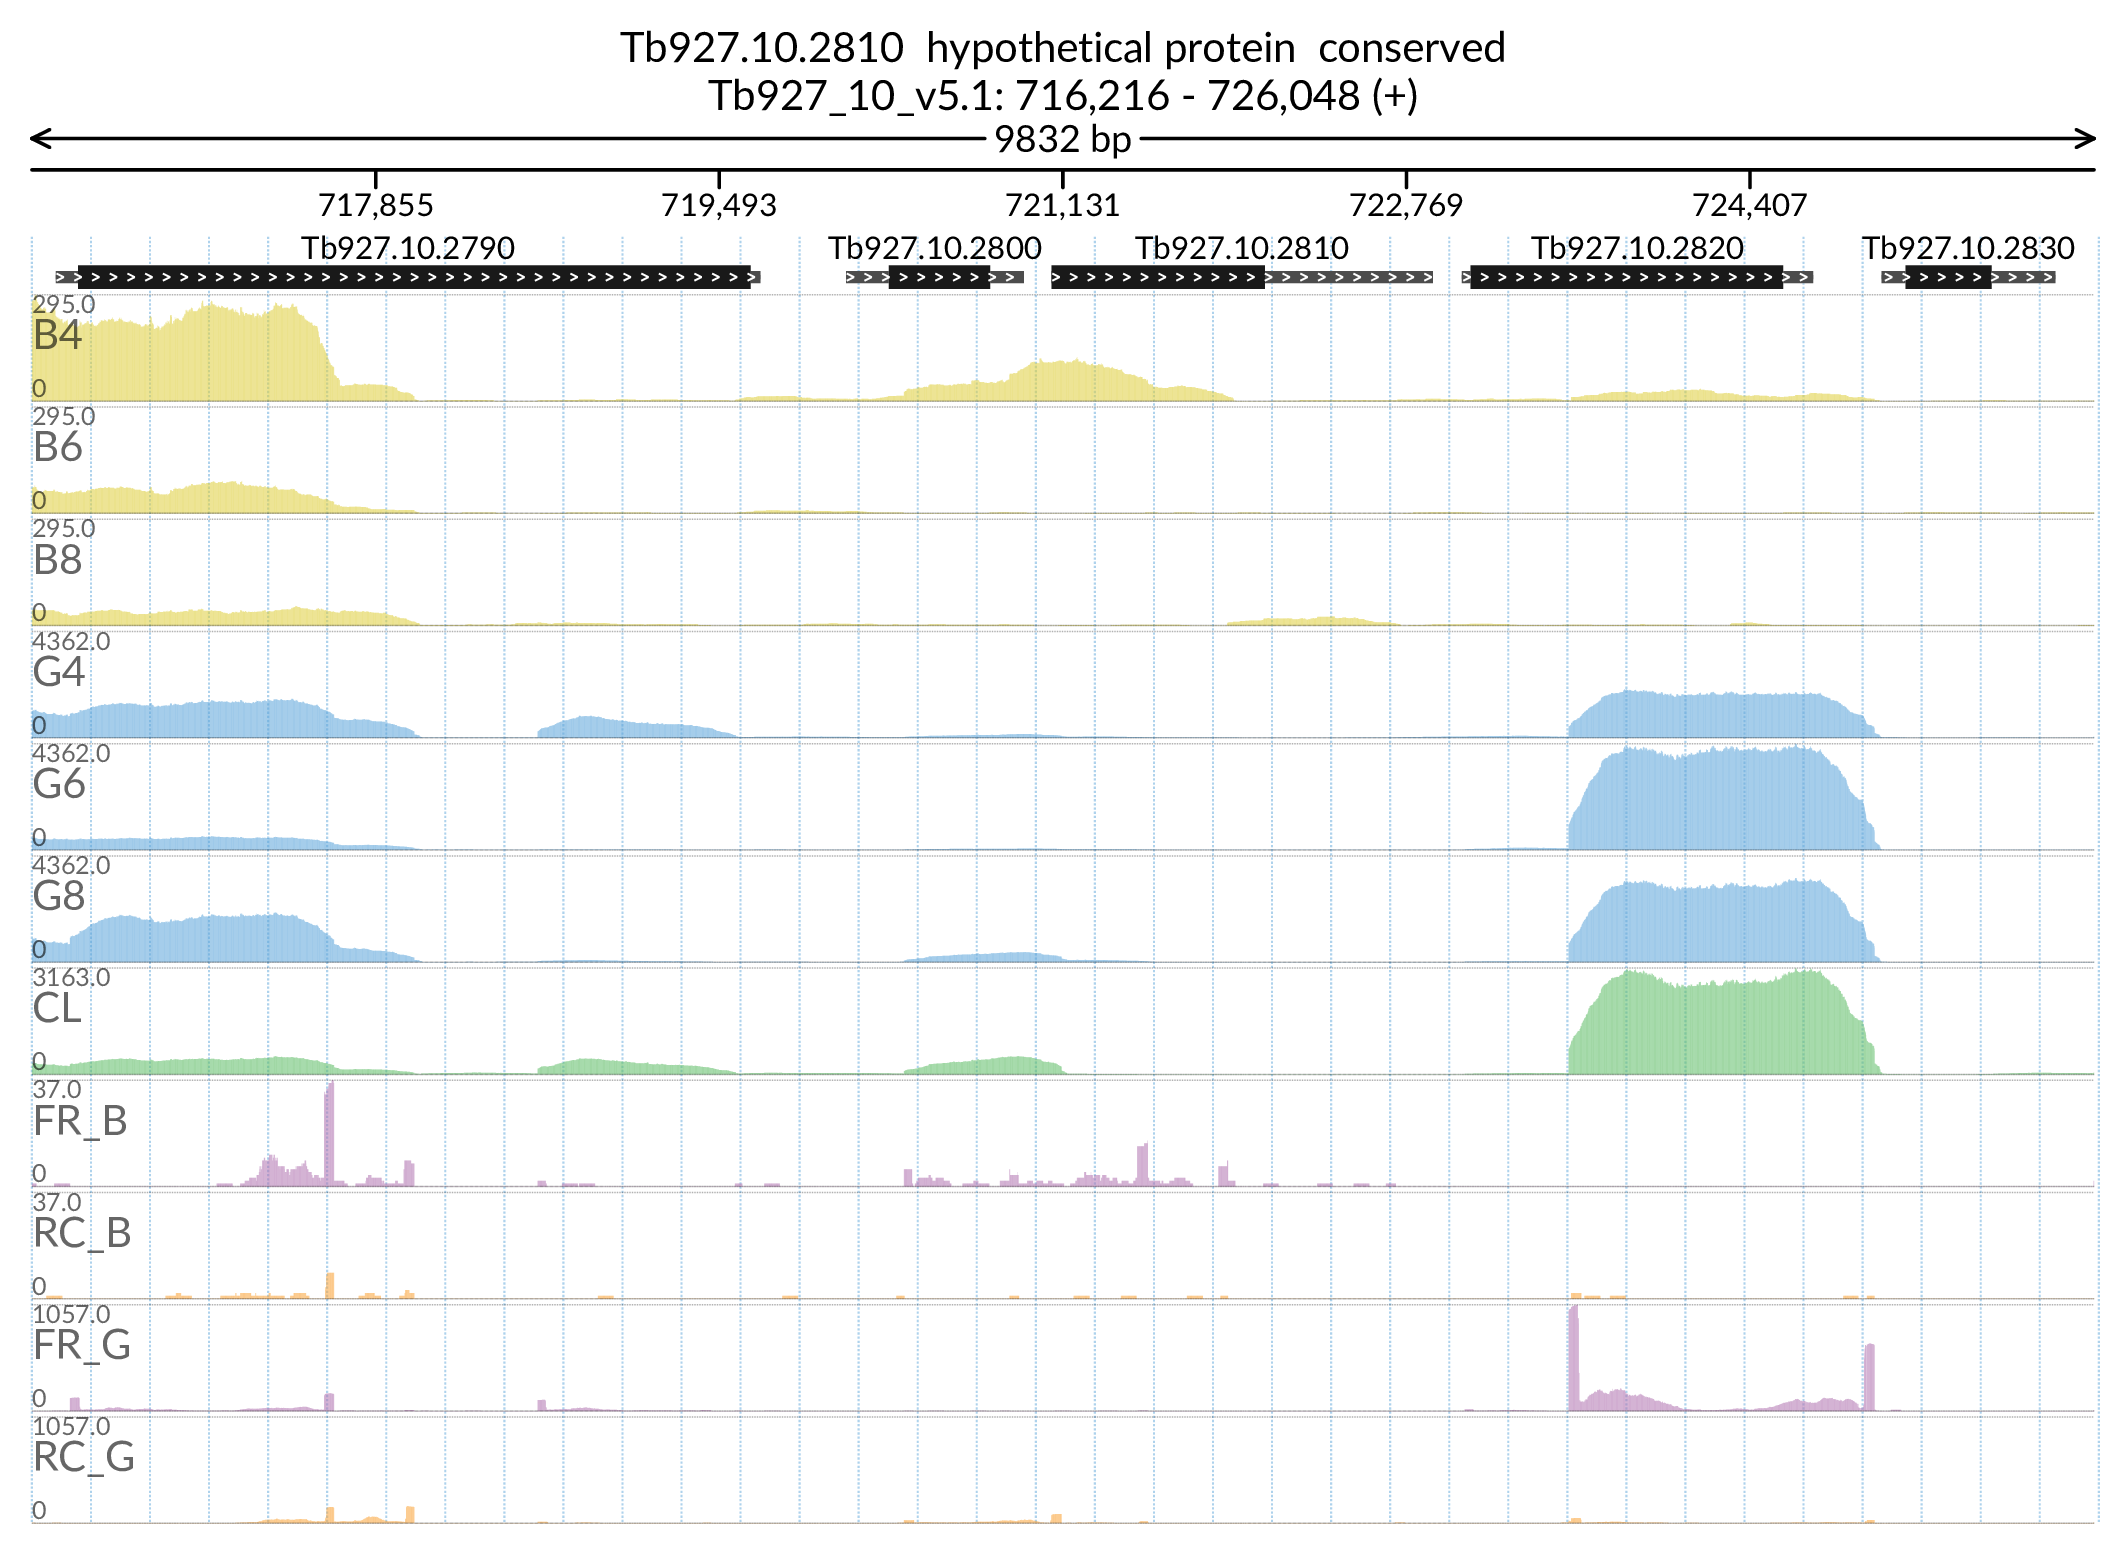 Tb927.10.2810 hypothetical protein conserved
Tb927_10_v5.1: 716,216 - 726,048 (+)
9832 bp
717,855 719,493 721,131 722,769 724,407
Tb927.10.2790 Tb927.10.2800 Tb927.10.2810 Tb927.10.2820 Tb927.10.2830
295.0
B4
0
295.0
B6
0
295.0
B8
0
4362.0
G4
0
4362.0
G6
0
4362.0
G8
0
3163.0
CL
0
37.0
FR_B
0
37.0
RC_B
0
1057.0
FR_G
0
1057.0
RC_G
0